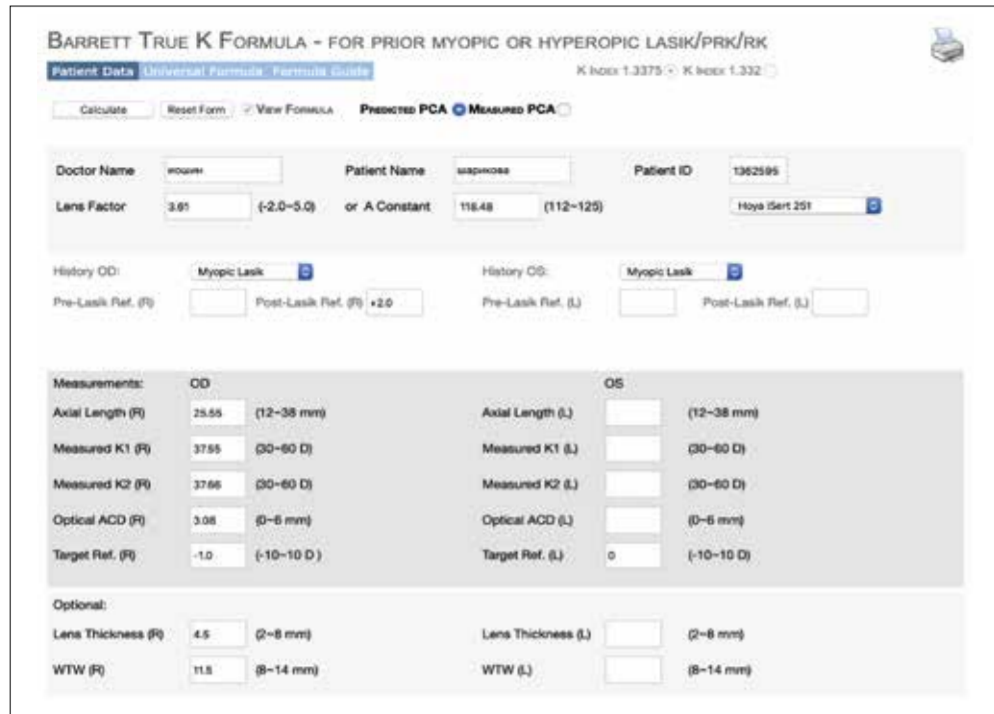 BARRETT TRUE K FORMULA - FOR PRIOR MYOPIC OR HYPEROPIC LASIK/PRK/RK
Patient Data Universal Formula Formula Guide K INDEX 1.3375 K INDEX 1.332
Calculate Reset Form VIEW FORMULA PREDICTED PCA MEASURED PCA
Doctor Name иошин Patient Name шарикова Patient ID 1362595
Lens Factor 3.61 (-2.0~5.0) or A Constant 118.48 (112~125) Hoya iSert 251
History OD: Myopic Lasik History OS: Myopic Lasik
Pre-Lasik Ref. (R) Post-Lasik Ref. (R) +2.0 Pre-Lasik Ref. (L) Post-Lasik Ref. (L)
Measurements: OD OS
Axial Length (R) 25.55 (12~38 mm) Axial Length (L) (12~38 mm)
Measured K1 (R) 37.55 (30~60 D) Measured K1 (L) (30~60 D)
Measured K2 (R) 37.66 (30~60 D) Measured K2 (L) (30~60 D)
Optical ACD (R) 3.08 (0~6 mm) Optical ACD (L) (0~6 mm)
Target Ref. (R) -1.0 (-10~10 D ) Target Ref. (L) 0 (-10~10 D)
Optional:
Lens Thickness (R) 4.5 (2~8 mm) Lens Thickness (L) (2~8 mm)
WTW (R) 11.5 (8~14 mm) WTW (L) (8~14 mm)